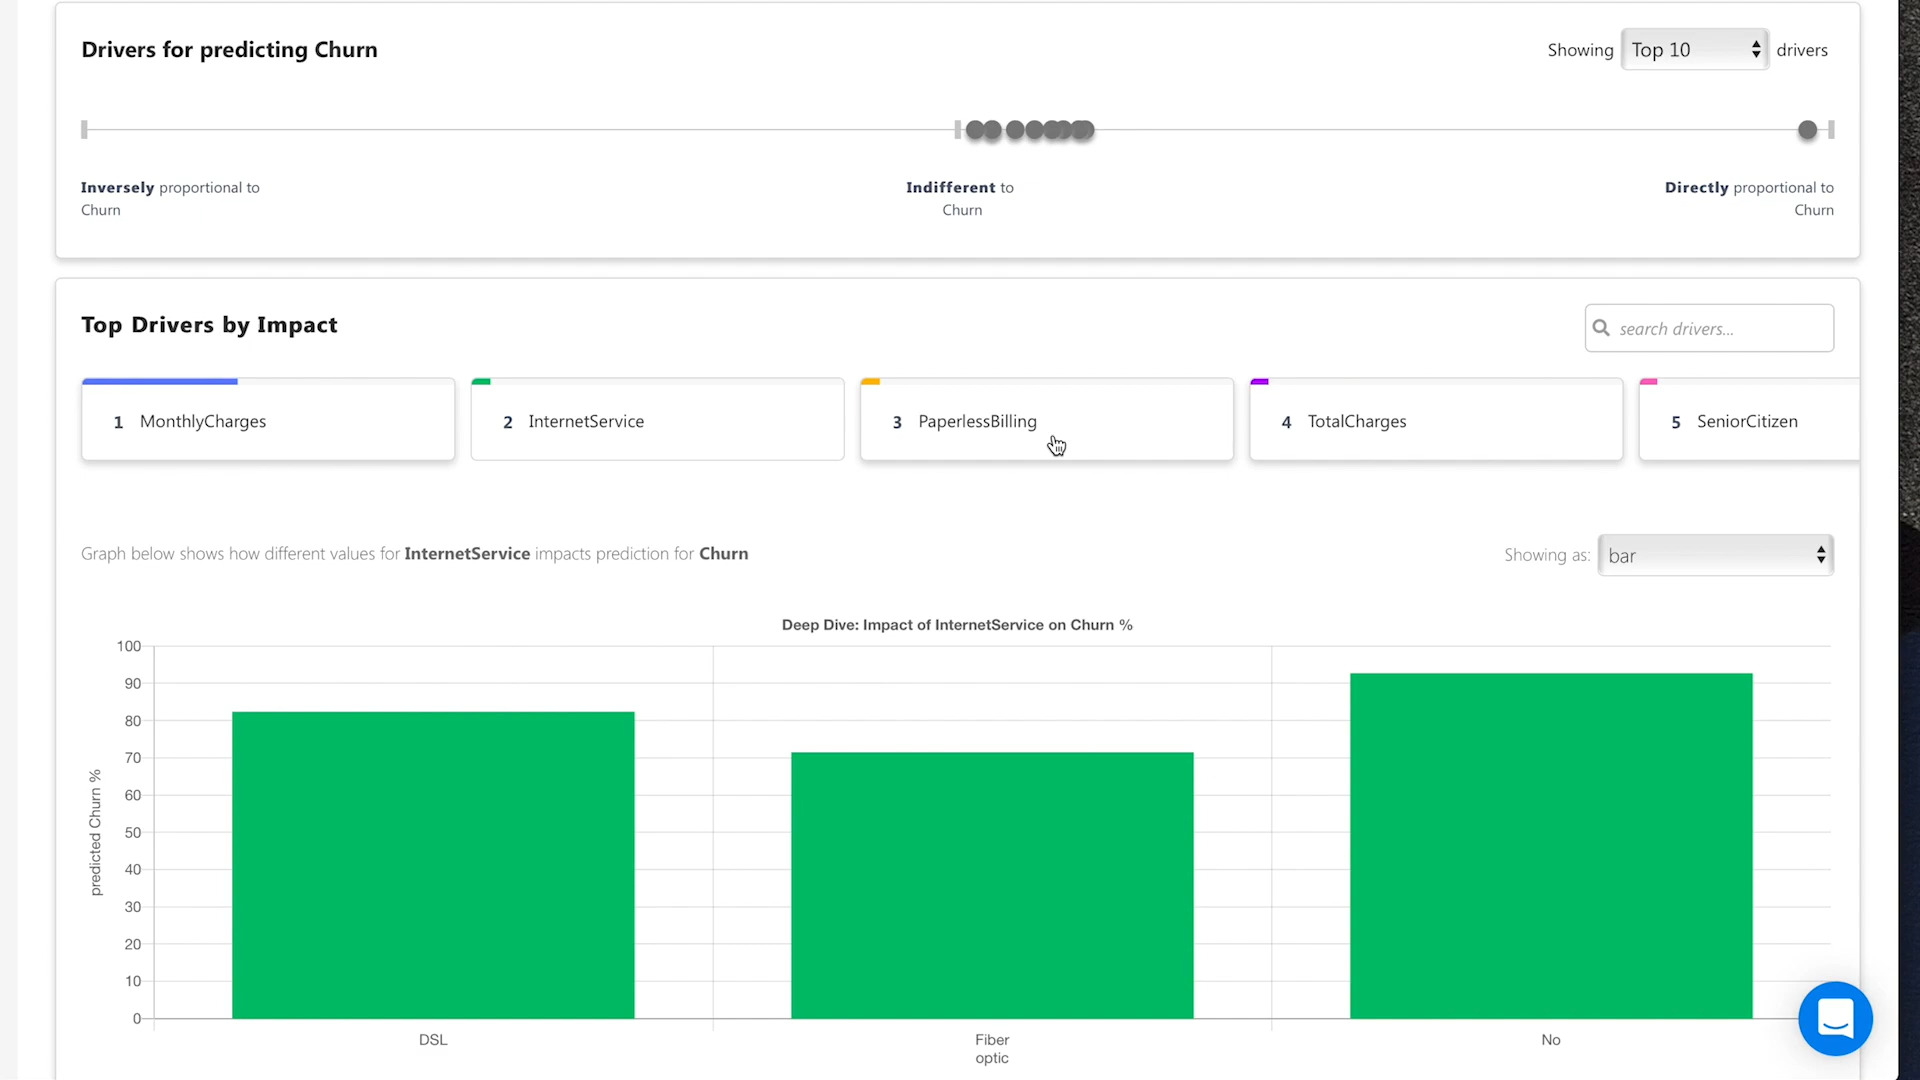 Drivers for predicting Churn
Showing Top 10 drivers
Inversely proportional to
Churn
Indifferent to
Churn
Directly proportional to
Churn
Top Drivers by Impact
search drivers...
1 MonthlyCharges
2 InternetService
3 PaperlessBilling
4 TotalCharges
5 SeniorCitizen
Graph below shows how different values for InternetService impacts prediction for Churn
Showing as: bar
Deep Dive: Impact of InternetService on Churn %
predicted Churn %
100
90
80
70
60
50
40
30
20
10
0
DSL
Fiber
optic
No